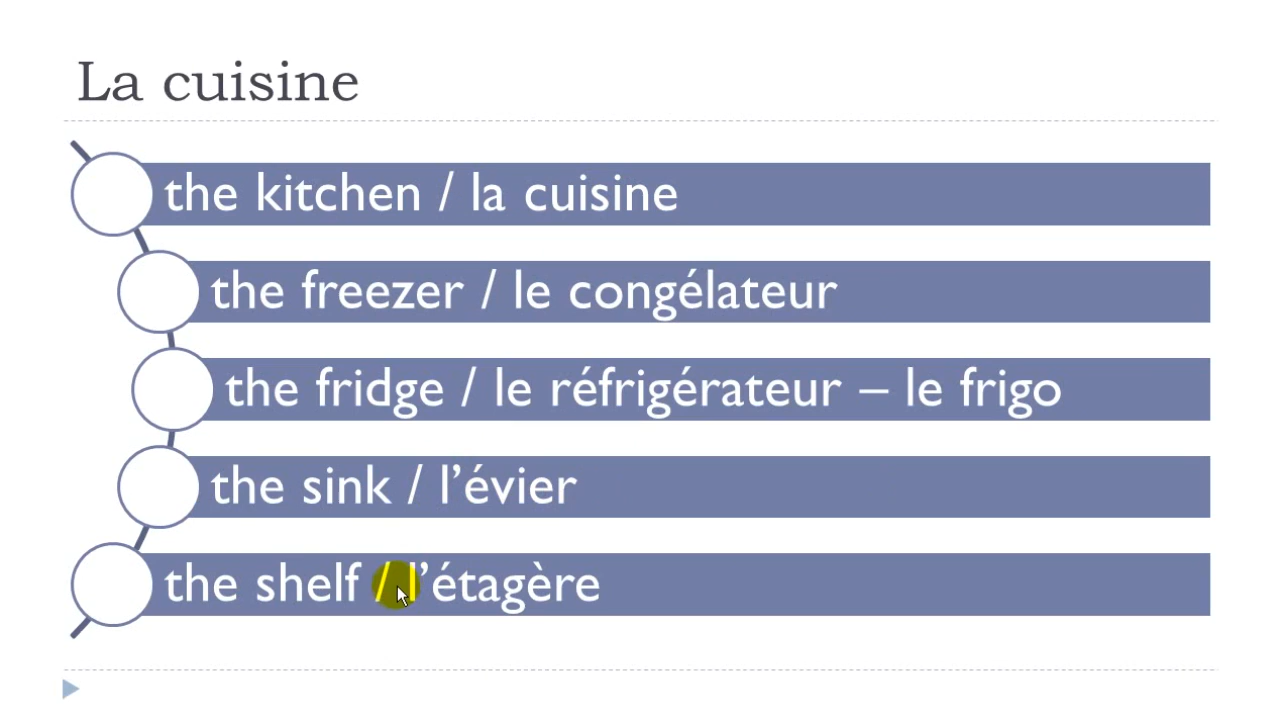 La cuisine
the kitchen / la cuisine
the freezer / le congélateur
the fridge / le réfrigérateur – le frigo
the sink / l’évier
the shelf / l’étagère